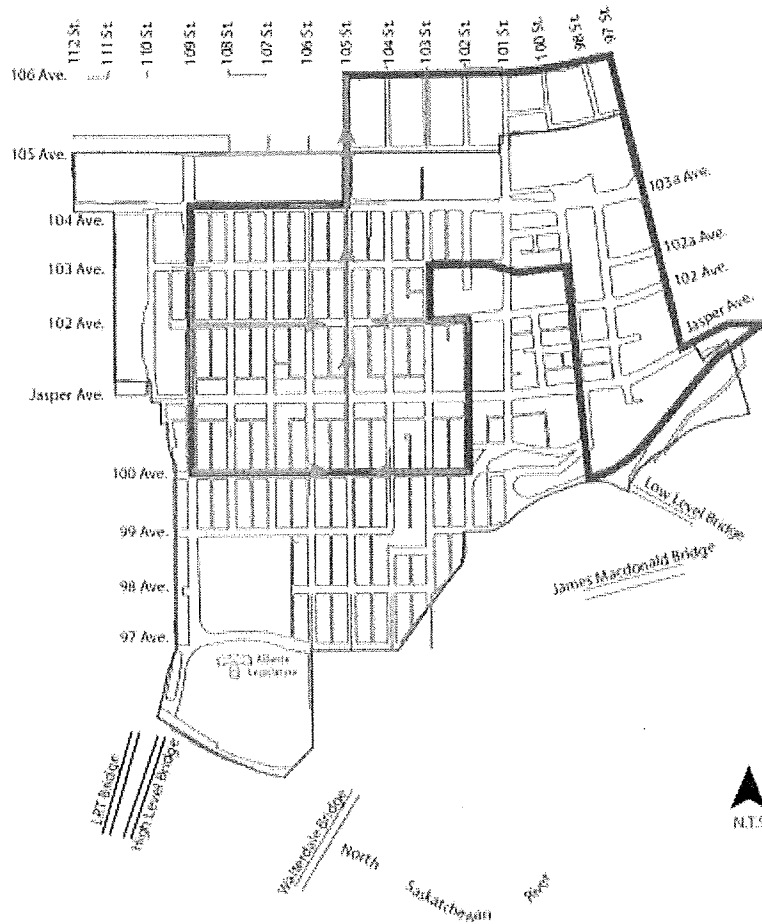 112 St.
111 St.
110 St.
109 St.
108 St.
107 St.
106 St.
105 St.
104 St.
103 St.
102 St.
101 St.
100 St.
98 St.
97 St.
106 Ave.
105 Ave.
104 Ave.
103 Ave.
102 Ave.
Jasper Ave.
100 Ave.
99 Ave.
98 Ave.
97 Ave.
103a Ave.
102a Ave.
102 Ave.
Jasper Ave.
Alberta
Legislature
Low Level Bridge
James Macdonald Bridge
LRT Bridge
High Level Bridge
Walterdale Bridge
North
Saskatchewan
River
N.T.S